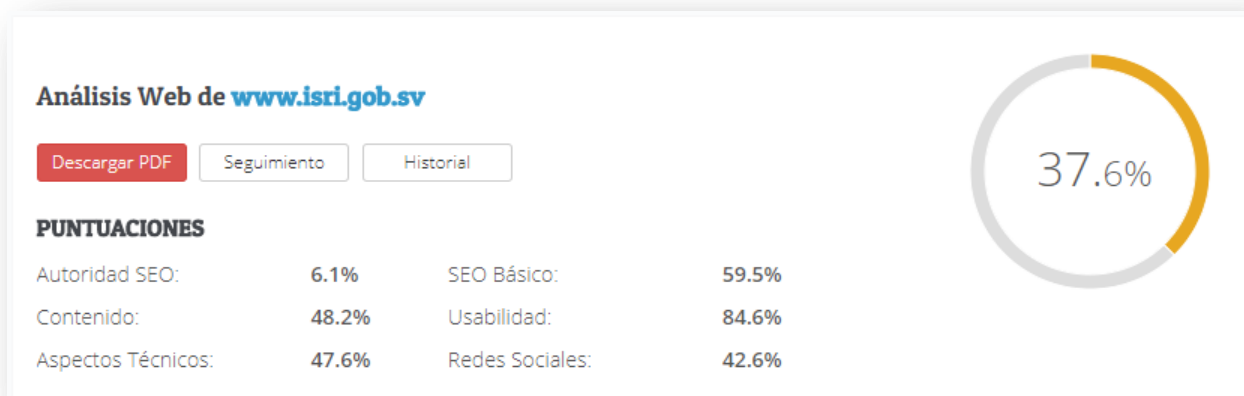 Análisis Web de www.isri.gob.sv
Descargar PDF Seguimiento Historial
37.6%
PUNTUACIONES
Autoridad SEO: 6.1% SEO Básico: 59.5%
Contenido: 48.2% Usabilidad: 84.6%
Aspectos Técnicos: 47.6% Redes Sociales: 42.6%